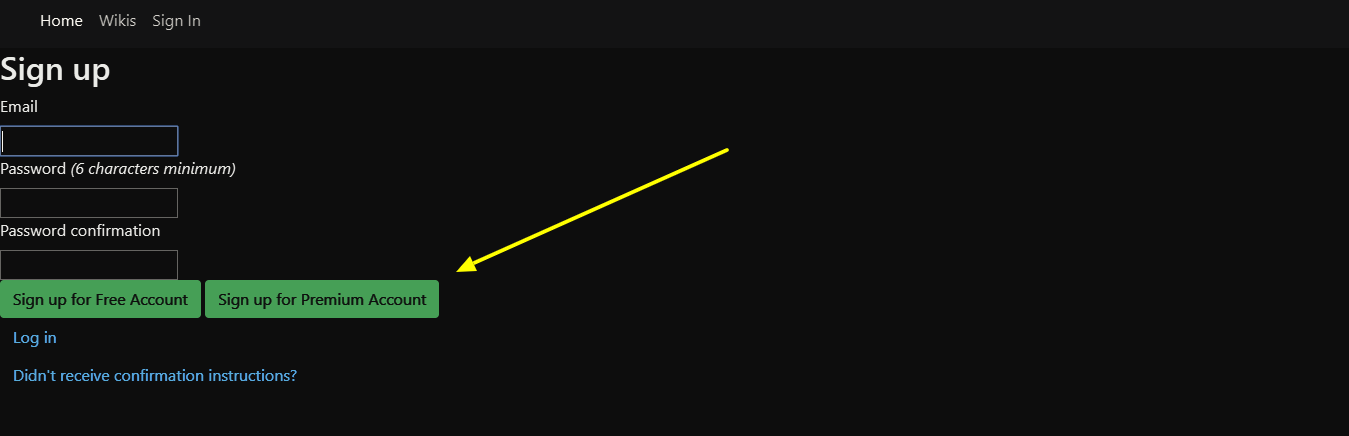 Home Wikis Sign In
Sign up
Email
Password (6 characters minimum)
Password confirmation
Sign up for Free Account Sign up for Premium Account
Log in
Didn't receive confirmation instructions?